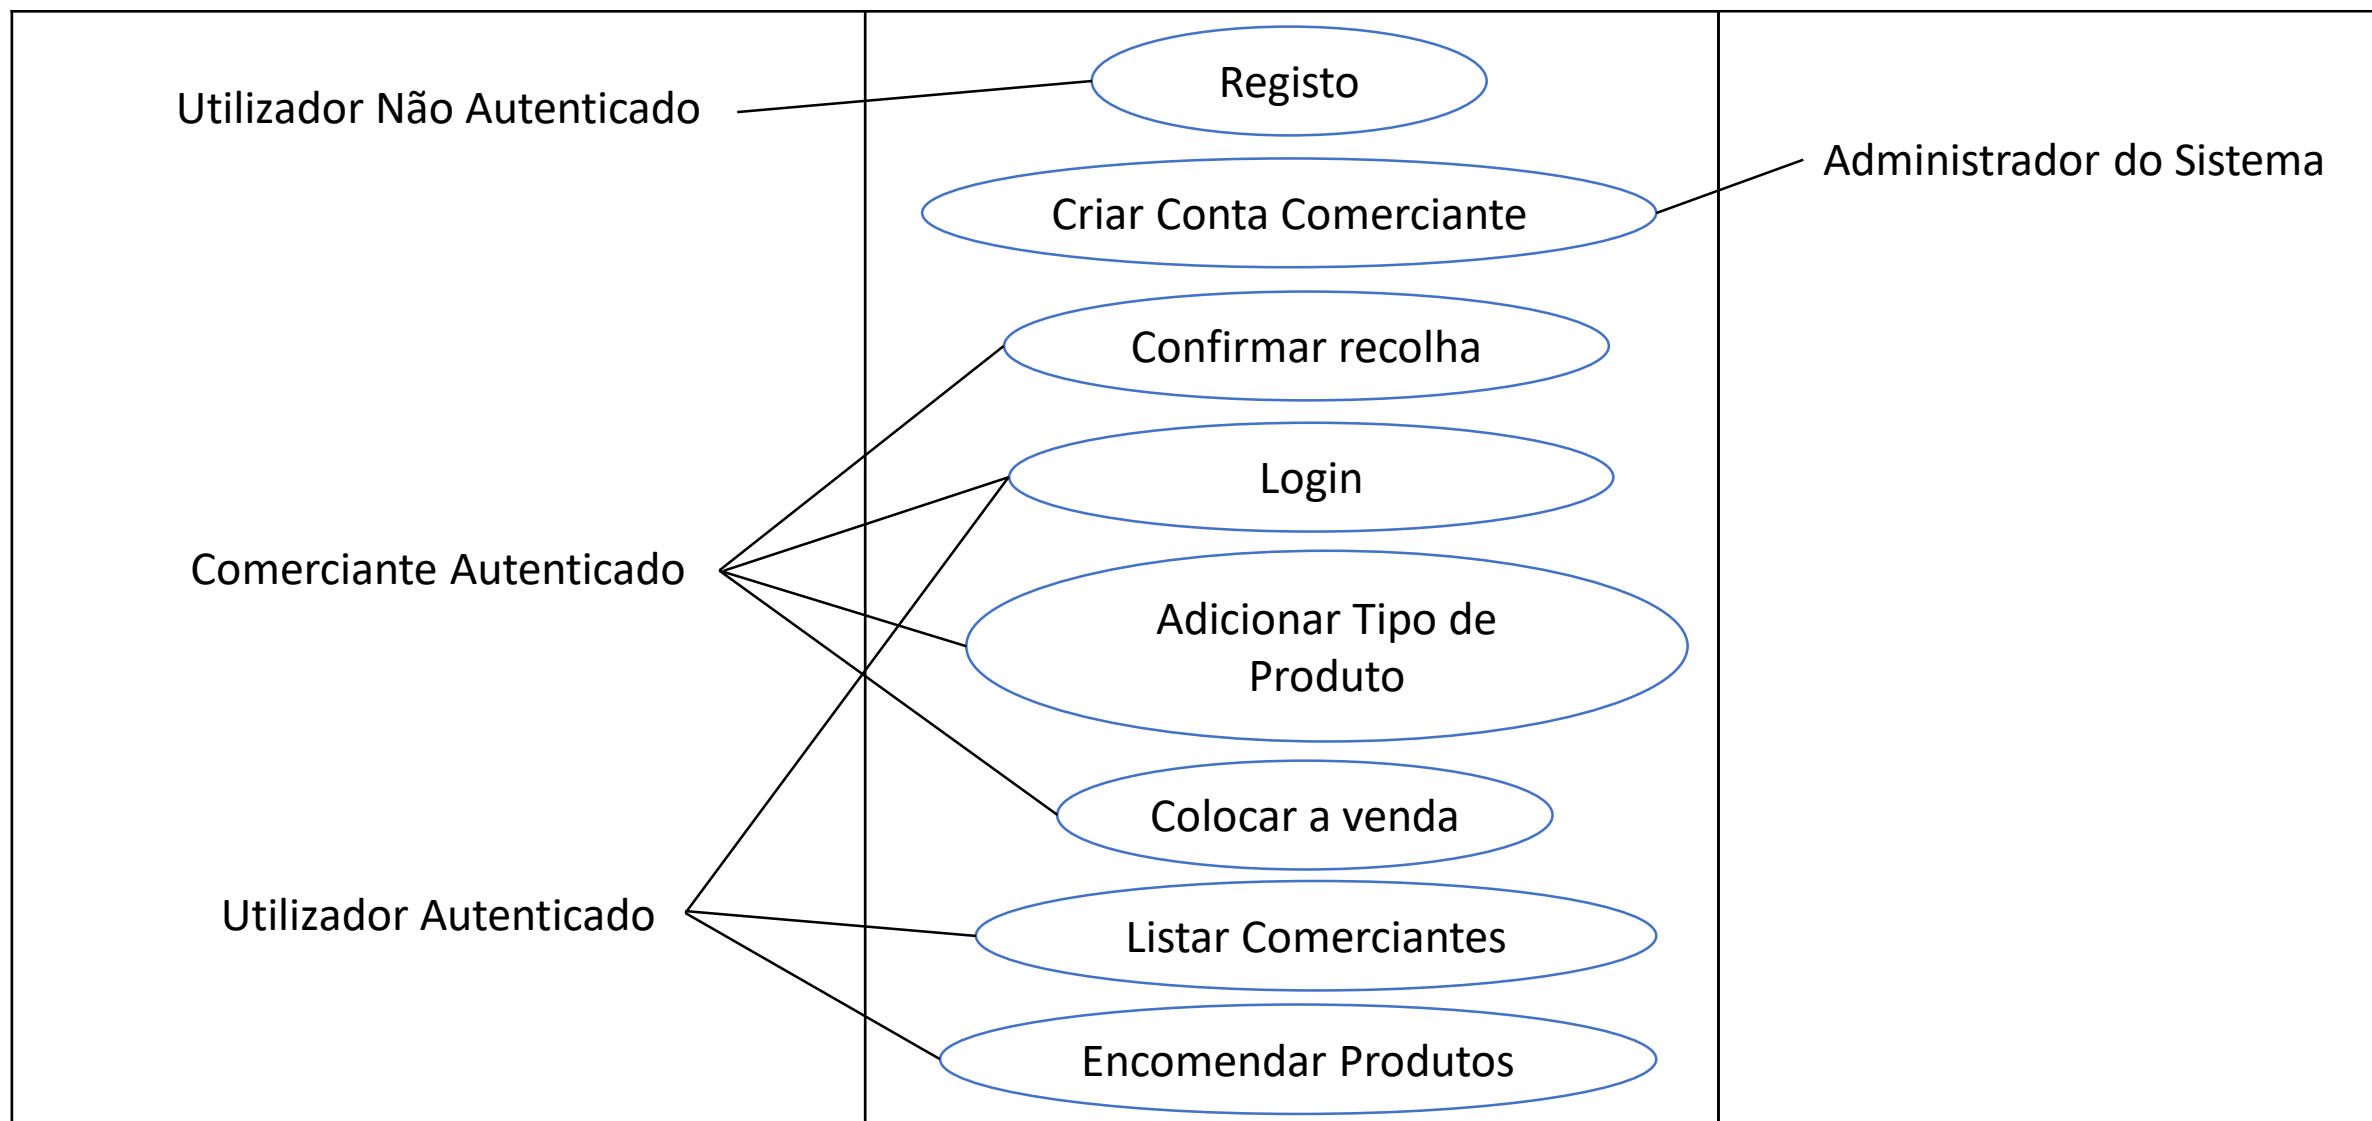 Utilizador Não Autenticado
Registo
Administrador do Sistema
Criar Conta Comerciante
Confirmar recolha
Login
Comerciante Autenticado
Adicionar Tipo de
Produto
Colocar a venda
Utilizador Autenticado
Listar Comerciantes
Encomendar Produtos